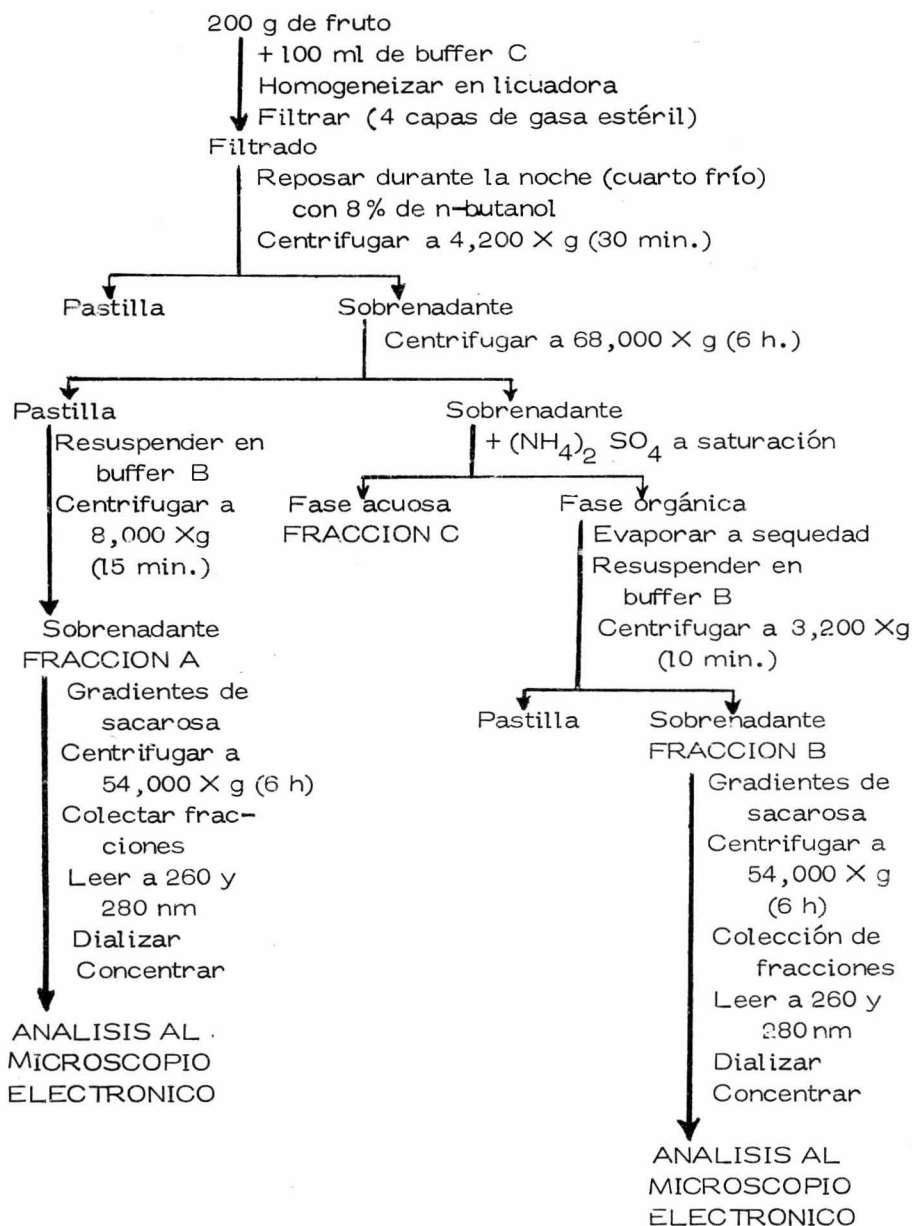 200 g de fruto
+ 100 ml de buffer C
Homogeneizar en licuadora
Filtrar (4 capas de gasa estéril)
Filtrado
Reposar durante la noche (cuarto frío)
con 8% de n-butanol
Centrifugar a 4,200 X g (30 min.)
Pastilla
Sobrenadante
Centrifugar a 68,000 X g (6 h.)
Pastilla
Resuspender en
buffer B
Centrifugar a
8,000 Xg
(15 min.)
Sobrenadante
FRACCION A
Gradientes de
sacarosa
Centrifugar a
54,000 X g (6 h)
Colectar frac-
ciones
Leer a 260 y
280 nm
Dializar
Concentrar
ANALISIS AL
MICROSCOPIO
ELECTRONICO
Sobrenadante
+ (NH4)2 SO4 a saturación
Fase acuosa
FRACCION C
Fase orgánica
Evaporar a sequedad
Resuspender en
buffer B
Centrifugar a 3,200 Xg
(10 min.)
Pastilla
Sobrenadante
FRACCION B
Gradientes de
sacarosa
Centrifugar a
54,000 X g
(6 h)
Colección de
fracciones
Leer a 260 y
280 nm
Dializar
Concentrar
ANALISIS AL
MICROSCOPIO
ELECTRONICO